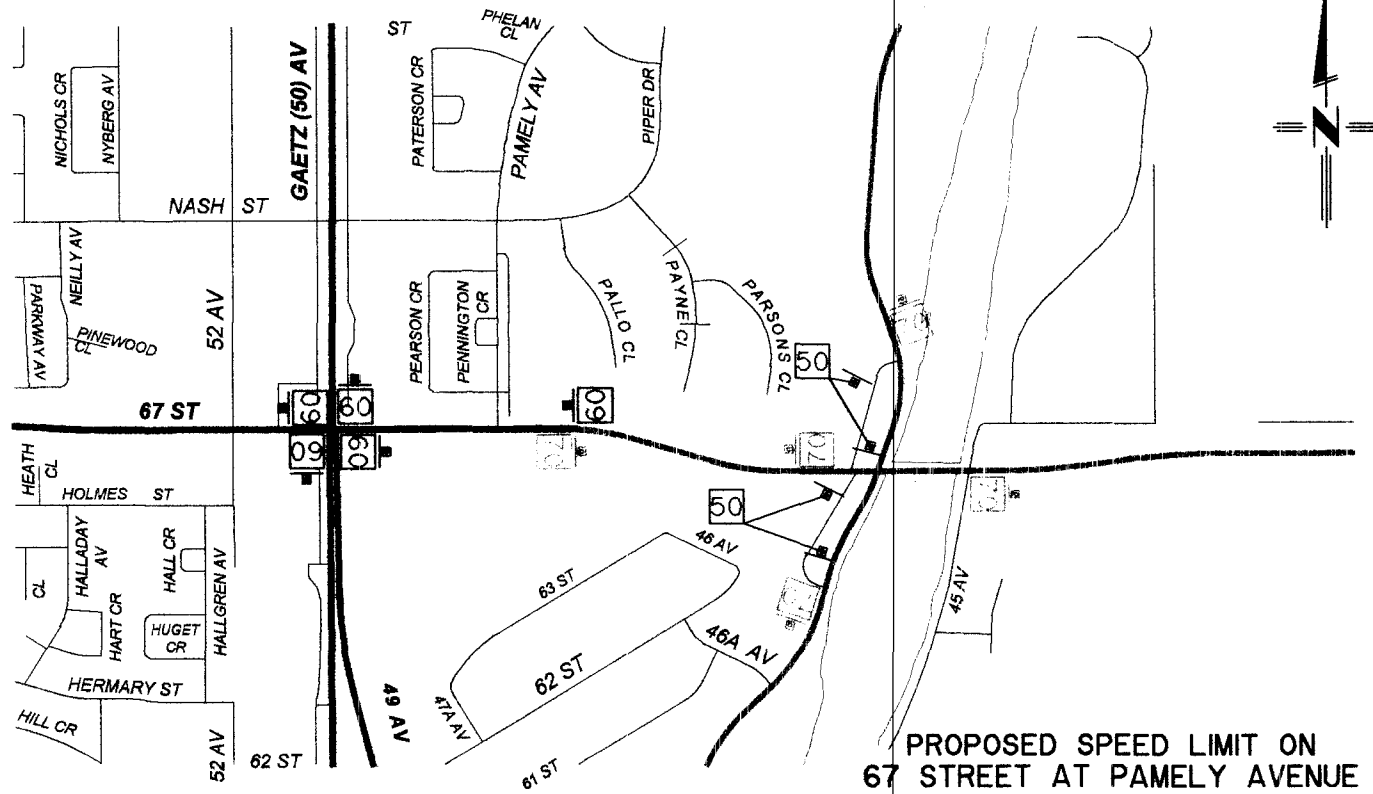 ST
PHELAN
CL
GAETZ (50) AV
NICHOLS CR
NYBERG AV
PATERSON CR
PAMELY AV
PIPER DR
N
NASH ST
NEILLY AV
PARKWAY AV
PINEWOOD
CL
52 AV
PEARSON CR
PENNINGTON
CR
PALLO CL
PAYNE CL
PARSONS CL
50
67 ST
60
60
60
60
60
70
70
HEATH
CL
HOLMES ST
50
HALLADAY
AV
HALL CR
HALLGREN AV
CL
HART CR
HUGET
CR
HERMARY ST
HILL CR
52 AV
62 ST
49 AV
46 AV
63 ST
62 ST
46A AV
47A AV
61 ST
45 AV
PROPOSED SPEED LIMIT ON
67 STREET AT PAMELY AVENUE